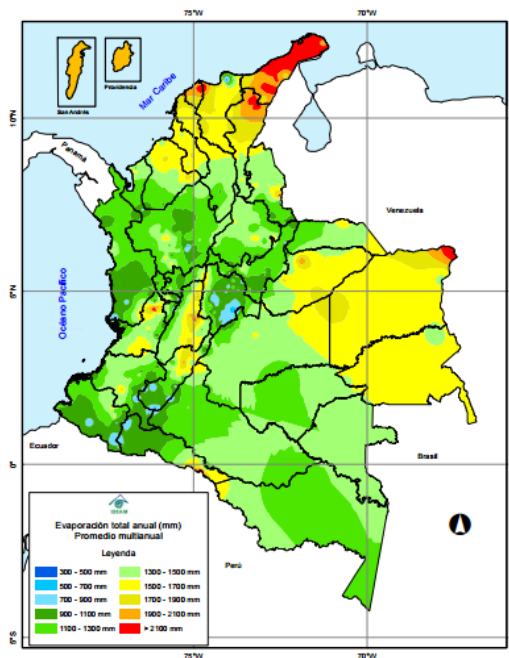 75°W 70°W
San Andrés
Providencia
Mar Caribe
10°N
Panamá
Venezuela
Océano Pacífico
5°N
Ecuador
0°
Brasil
Perú
IDEAM
Evaporación total anual (mm)
Promedio multianual
Leyenda
300 - 500 mm
500 - 700 mm
700 - 900 mm
900 - 1100 mm
1100 - 1300 mm
1300 - 1500 mm
1500 - 1700 mm
1700 - 1900 mm
1900 - 2100 mm
> 2100 mm
5°S
75°W 70°W